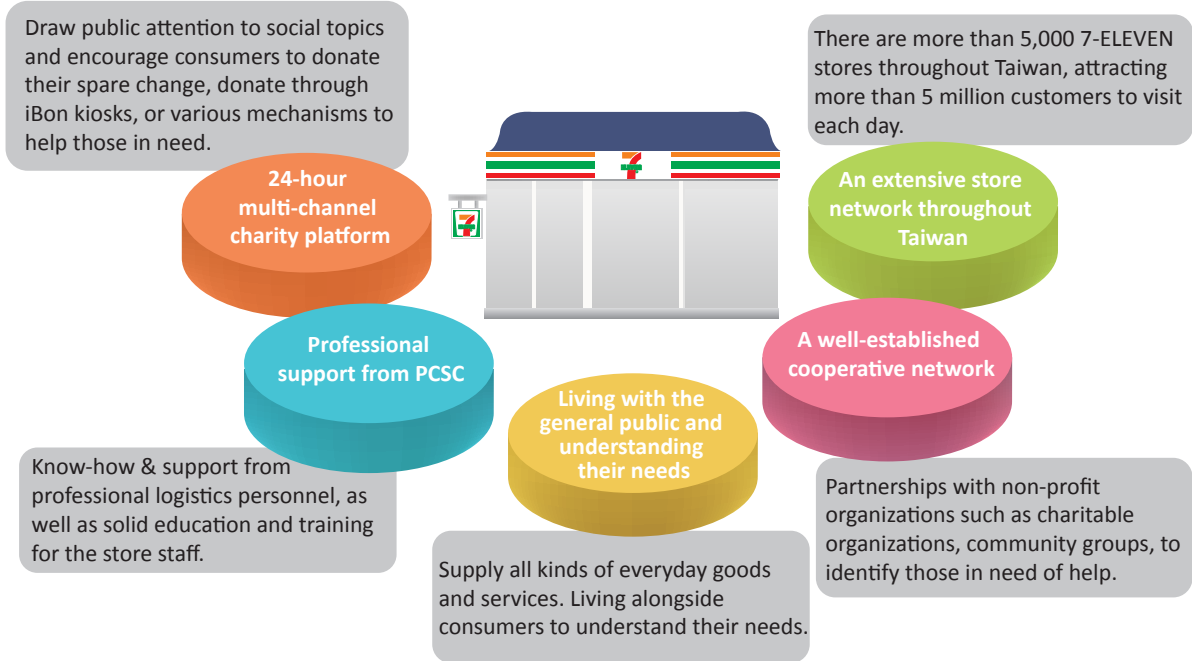 Draw public attention to social topics
and encourage consumers to donate
their spare change, donate through
iBon kiosks, or various mechanisms to
help those in need.
24-hour
multi-channel
charity platform
There are more than 5,000 7-ELEVEN
stores throughout Taiwan, attracting
more than 5 million customers to visit
each day.
An extensive store
network throughout
Taiwan
7
7
Professional
support from PCSC
Know-how & support from
professional logistics personnel, as
well as solid education and training
for the store staff.
Living with the
general public and
understanding
their needs
Supply all kinds of everyday goods
and services. Living alongside
consumers to understand their needs.
A well-established
cooperative network
Partnerships with non-profit
organizations such as charitable
organizations, community groups, to
identify those in need of help.